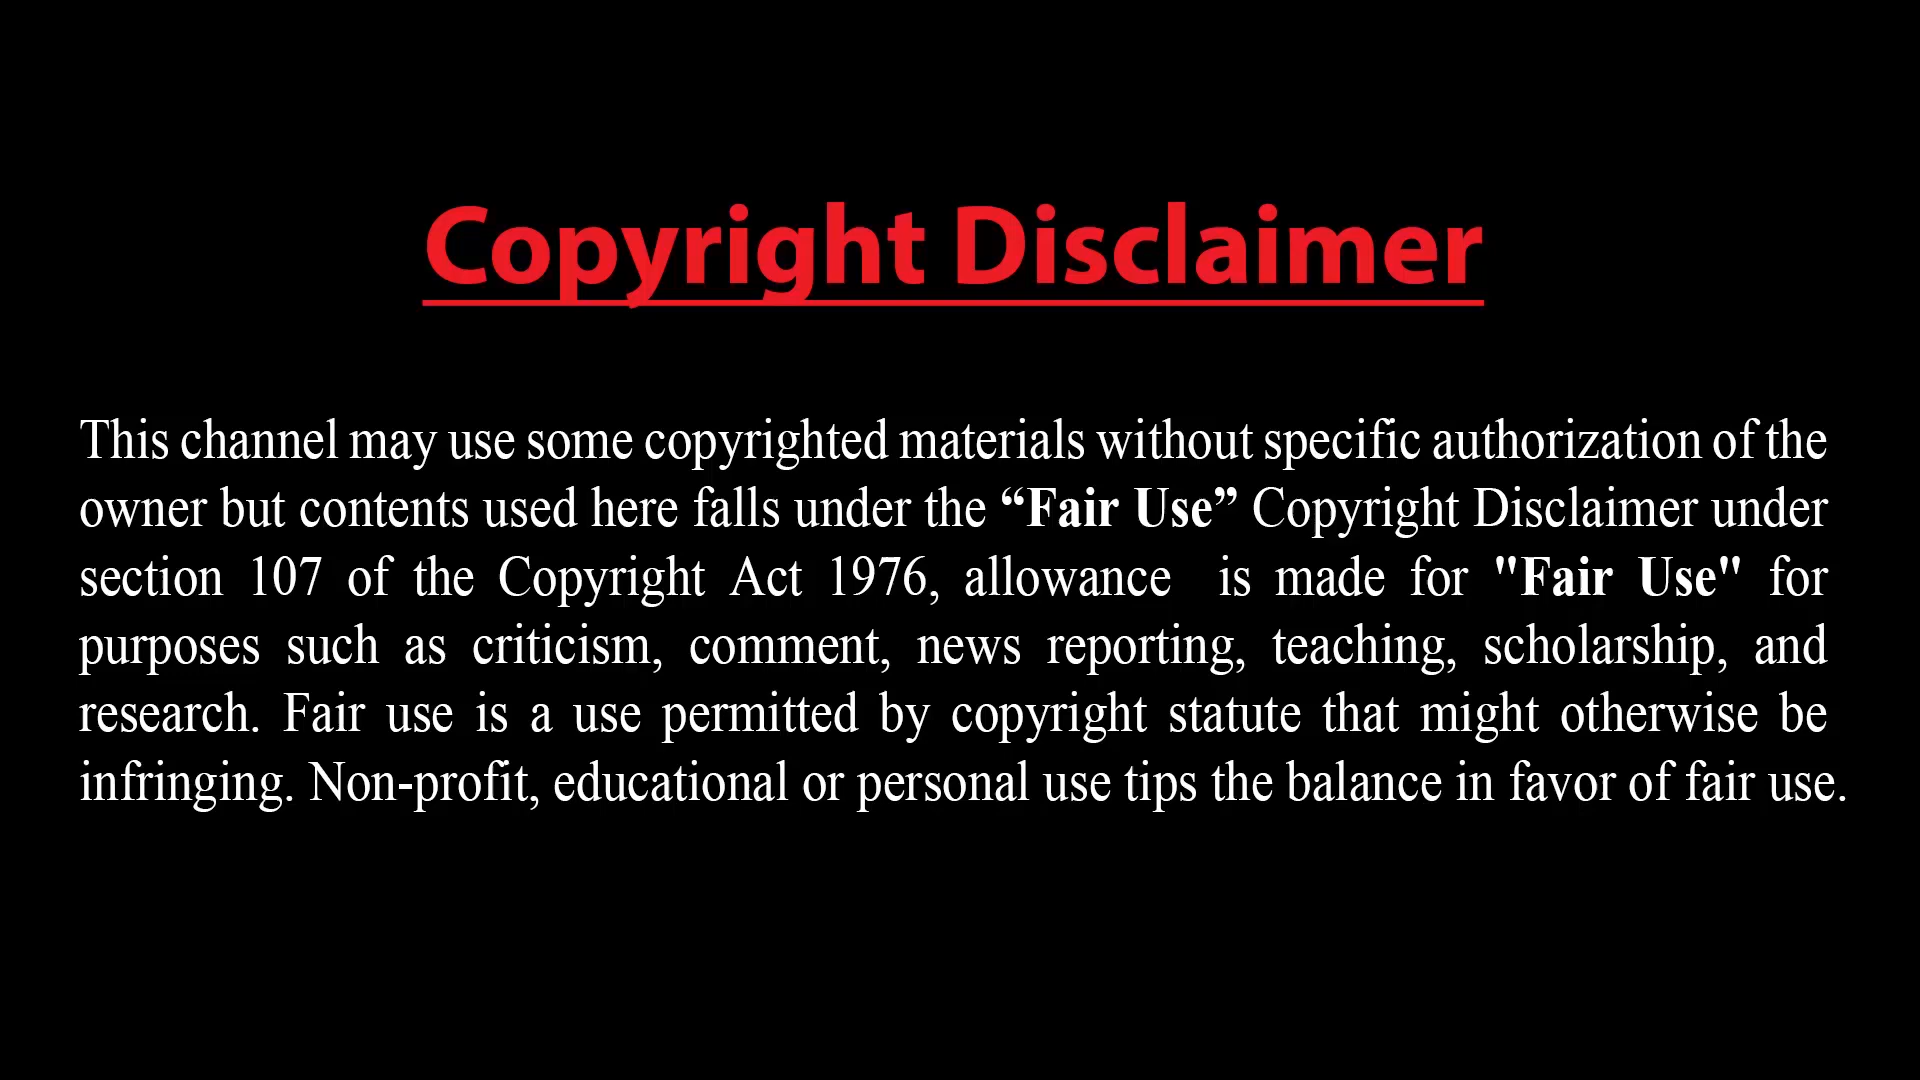 Copyright Disclaimer
This channel may use some copyrighted materials without specific authorization of the
owner but contents used here falls under the “Fair Use” Copyright Disclaimer under
section 107 of the Copyright Act 1976, allowance  is made for "Fair Use" for
purposes such as criticism, comment, news reporting, teaching, scholarship, and
research. Fair use is a use permitted by copyright statute that might otherwise be
infringing. Non-profit, educational or personal use tips the balance in favor of fair use.